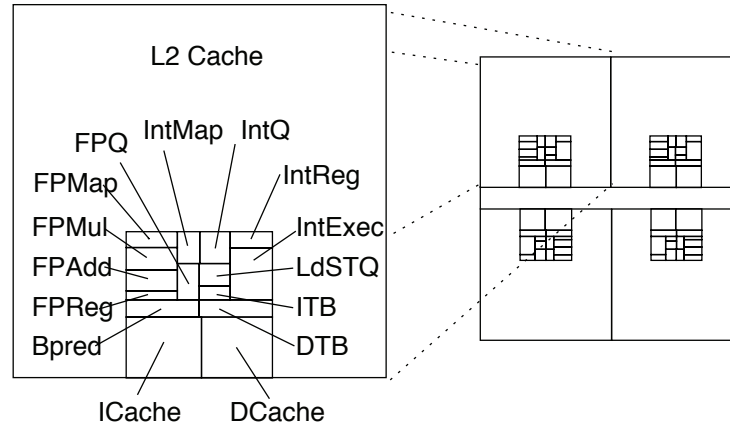 L2 Cache
IntMap
IntQ
FPQ
IntReg
FPMap
FPMul
IntExec
FPAdd
LdSTQ
FPReg
ITB
Bpred
DTB
ICache
DCache